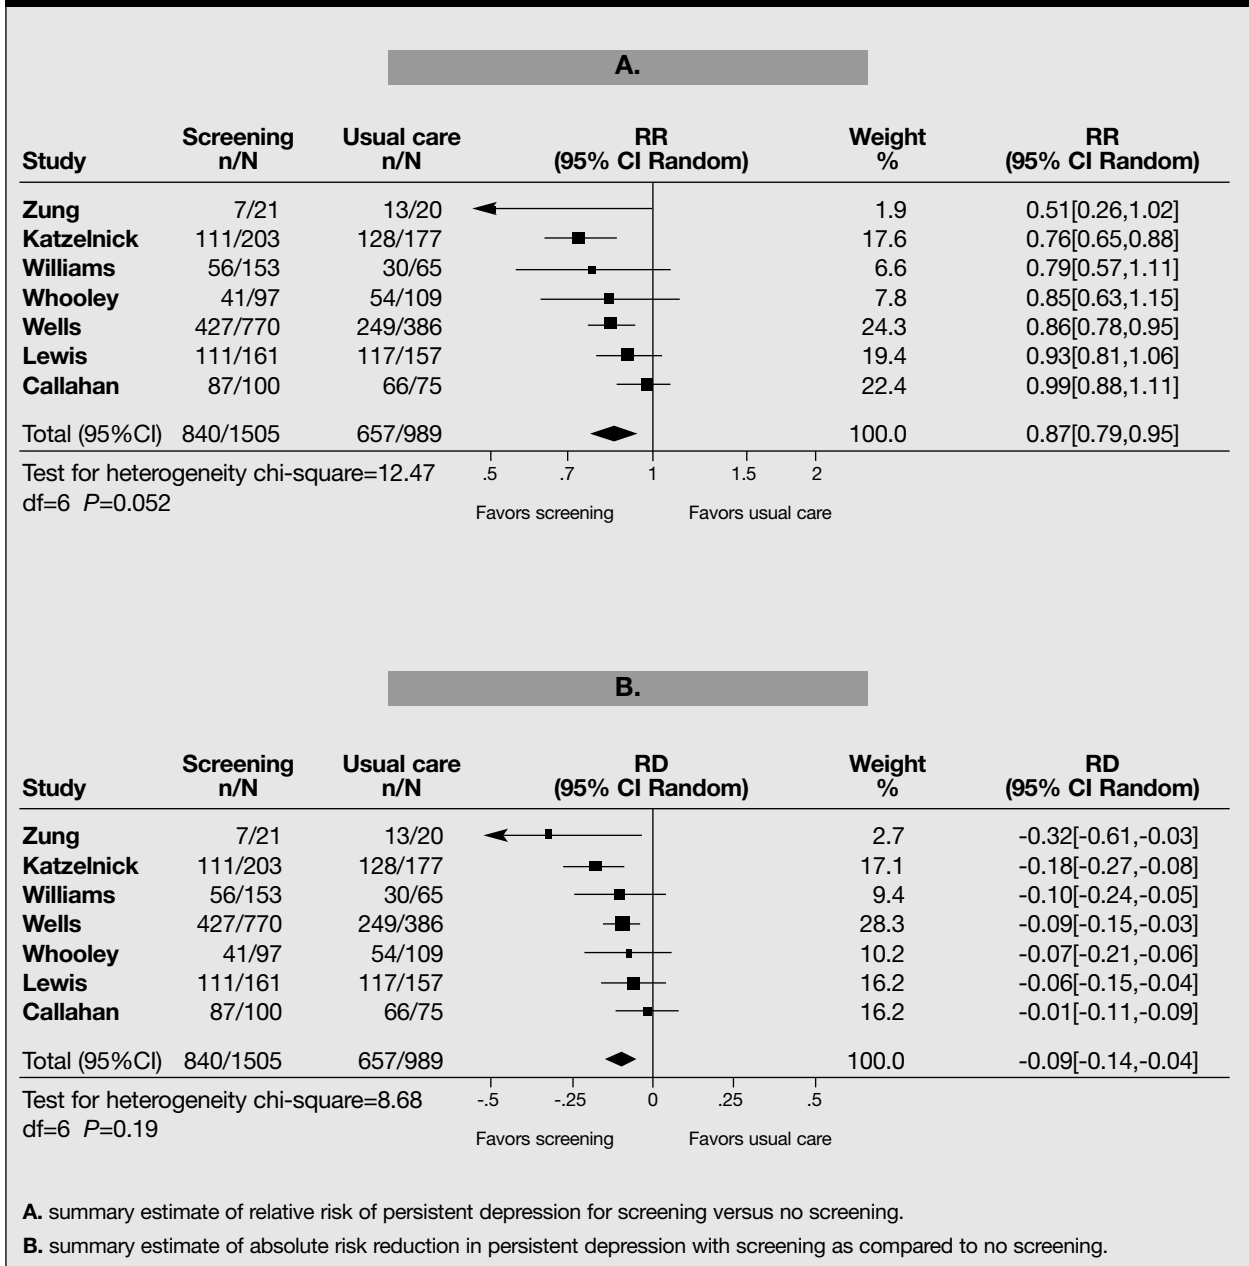 A.
Study Screening n/N Usual care n/N RR (95% CI Random) Weight % RR (95% CI Random)
Zung 7/21 13/20 1.9 0.51[0.26,1.02]
Katzelnick 111/203 128/177 17.6 0.76[0.65,0.88]
Williams 56/153 30/65 6.6 0.79[0.57,1.11]
Whooley 41/97 54/109 7.8 0.85[0.63,1.15]
Wells 427/770 249/386 24.3 0.86[0.78,0.95]
Lewis 111/161 117/157 19.4 0.93[0.81,1.06]
Callahan 87/100 66/75 22.4 0.99[0.88,1.11]
Total (95%CI) 840/1505 657/989 100.0 0.87[0.79,0.95]
Test for heterogeneity chi-square=12.47
df=6 P=0.052
.5 .7 1 1.5 2
Favors screening Favors usual care
B.
Study Screening n/N Usual care n/N RD (95% CI Random) Weight % RD (95% CI Random)
Zung 7/21 13/20 2.7 -0.32[-0.61,-0.03]
Katzelnick 111/203 128/177 17.1 -0.18[-0.27,-0.08]
Williams 56/153 30/65 9.4 -0.10[-0.24,-0.05]
Wells 427/770 249/386 28.3 -0.09[-0.15,-0.03]
Whooley 41/97 54/109 10.2 -0.07[-0.21,-0.06]
Lewis 111/161 117/157 16.2 -0.06[-0.15,-0.04]
Callahan 87/100 66/75 16.2 -0.01[-0.11,-0.09]
Total (95%CI) 840/1505 657/989 100.0 -0.09[-0.14,-0.04]
Test for heterogeneity chi-square=8.68
df=6 P=0.19
-.5 -.25 0 .25 .5
Favors screening Favors usual care
A. summary estimate of relative risk of persistent depression for screening versus no screening.
B. summary estimate of absolute risk reduction in persistent depression with screening as compared to no screening.